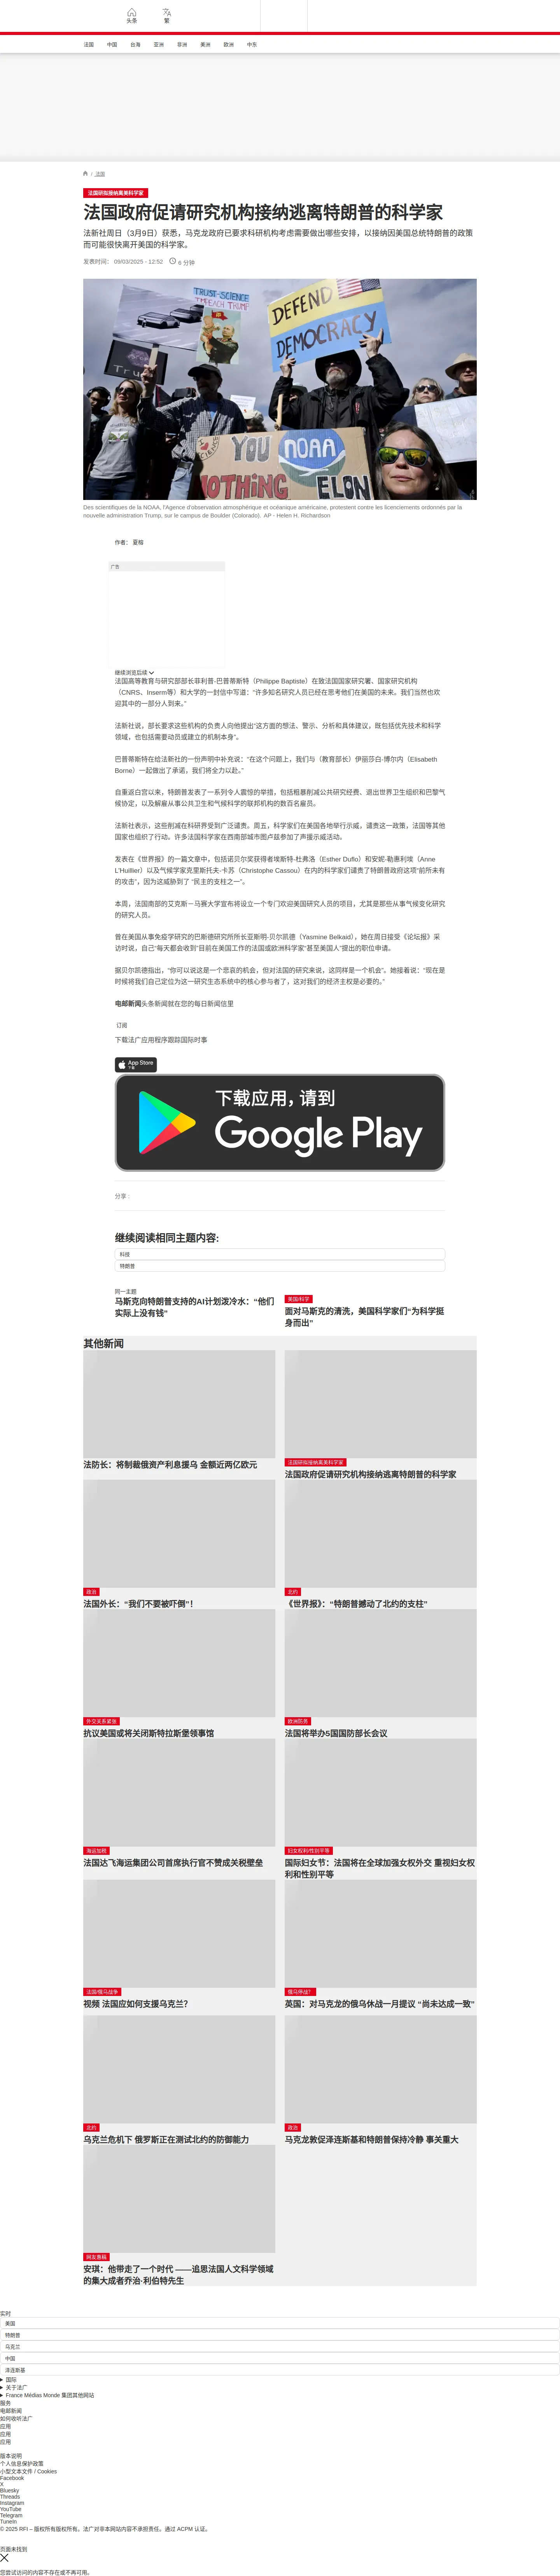 头条
繁
法国
中国
台海
亚洲
非洲
美洲
欧洲
中东
/ 法国
法国研拟接纳离美科学家
法国政府促请研究机构接纳逃离特朗普的科学家
法新社周日（3月9日）获悉，马克龙政府已要求科研机构考虑需要做出哪些安排，以接纳因美国总统特朗普的政策
而可能很快离开美国的科学家。
发表时间： 09/03/2025 - 12:52 6 分钟
TRUST-SCIENCE
IMPEACH TRUMP
DEFEND DEMOCRACY
YOU NOAA
NOTHING ELON
Des scientifiques de la NOAA, l'Agence d'observation atmosphérique et océanique américaine, protestent contre les licenciements ordonnés par la
nouvelle administration Trump, sur le campus de Boulder (Colorado). AP - Helen H. Richardson
作者： 夏榕
广告
继续浏览后续
法国高等教育与研究部部长菲利普·巴普蒂斯特（Philippe Baptiste）在致法国国家研究署、国家研究机构
（CNRS、Inserm等）和大学的一封信中写道：“许多知名研究人员已经在思考他们在美国的未来。我们当然也欢
迎其中的一部分人到来。”
法新社说，部长要求这些机构的负责人向他提出“这方面的想法、警示、分析和具体建议，既包括优先技术和科学
领域，也包括需要动员或建立的机制本身”。
巴普蒂斯特在给法新社的一份声明中补充说：“在这个问题上，我们与（教育部长）伊丽莎白·博尔内（Elisabeth
Borne）一起做出了承诺，我们将全力以赴。”
自重返白宫以来，特朗普发表了一系列令人震惊的举措，包括粗暴削减公共研究经费、退出世界卫生组织和巴黎气
候协定，以及解雇从事公共卫生和气候科学的联邦机构的数百名雇员。
法新社表示，这些削减在科研界受到广泛谴责。周五，科学家们在美国各地举行示威，谴责这一政策，法国等其他
国家也组织了行动。许多法国科学家在西南部城市图卢兹参加了声援示威活动。
发表在《世界报》的一篇文章中，包括诺贝尔奖获得者埃斯特-杜弗洛（Esther Duflo）和安妮-勒惠利埃（Anne
L'Huillier）以及气候学家克里斯托夫-卡苏（Christophe Cassou）在内的科学家们谴责了特朗普政府这项“前所未有
的攻击”，因为这威胁到了 “民主的支柱之一”。
本周，法国南部的艾克斯－马赛大学宣布将设立一个专门欢迎美国研究人员的项目，尤其是那些从事气候变化研究
的研究人员。
曾在美国从事免疫学研究的巴斯德研究所所长亚斯明-贝尔凯德（Yasmine Belkaid），她在周日接受《论坛报》采
访时说，自己“每天都会收到”目前在美国工作的法国或欧洲科学家“甚至美国人”提出的职位申请。
据贝尔凯德指出，“你可以说这是一个悲哀的机会，但对法国的研究来说，这同样是一个机会”。她接着说：“现在是
时候将我们自己定位为这一研究生态系统中的核心参与者了，这对我们的经济主权是必要的。”
电邮新闻头条新闻就在您的每日新闻信里
订阅
下载法广应用程序跟踪国际时事
App Store
下载
下载应用，请到
Google Play
分享 :
继续阅读相同主题内容:
科技
特朗普
同一主题
马斯克向特朗普支持的AI计划泼冷水：“他们
实际上没有钱”
美国/科学
面对马斯克的清洗，美国科学家们“为科学挺
身而出”
其他新闻
法防长：将制裁俄资产利息援乌 金额近两亿欧元
法国研拟接纳离美科学家
法国政府促请研究机构接纳逃离特朗普的科学家
政治
法国外长：“我们不要被吓倒”！
北约
《世界报》：“特朗普撼动了北约的支柱”
外交关系紧张
抗议美国或将关闭斯特拉斯堡领事馆
欧洲防务
法国将举办5国国防部长会议
海运加税
法国达飞海运集团公司首席执行官不赞成关税壁垒
妇女权利/性别平等
国际妇女节：法国将在全球加强女权外交 重视妇女权
利和性别平等
法国/俄乌战争
视频 法国应如何支援乌克兰？
俄乌停战？
英国：对马克龙的俄乌休战一月提议 “尚未达成一致”
北约
乌克兰危机下 俄罗斯正在测试北约的防御能力
政治
马克龙敦促泽连斯基和特朗普保持冷静 事关重大
网友惠稿
安琪：他带走了一个时代 ——追思法国人文科学领域
的集大成者乔治·利伯特先生
实时
美国
特朗普
乌克兰
中国
泽连斯基
国际
关于法广
France Médias Monde 集团其他网站
服务
电邮新闻
如何收听法广
应用
应用
应用
版本说明
个人信息保护政策
小型文本文件 / Cookies
Facebook
X
Bluesky
Threads
Instagram
YouTube
Telegram
TuneIn
© 2025 RFI – 版权所有版权所有。法广对非本网站内容不承担责任。通过 ACPM 认证。
页面未找到
您尝试访问的内容不存在或不再可用。